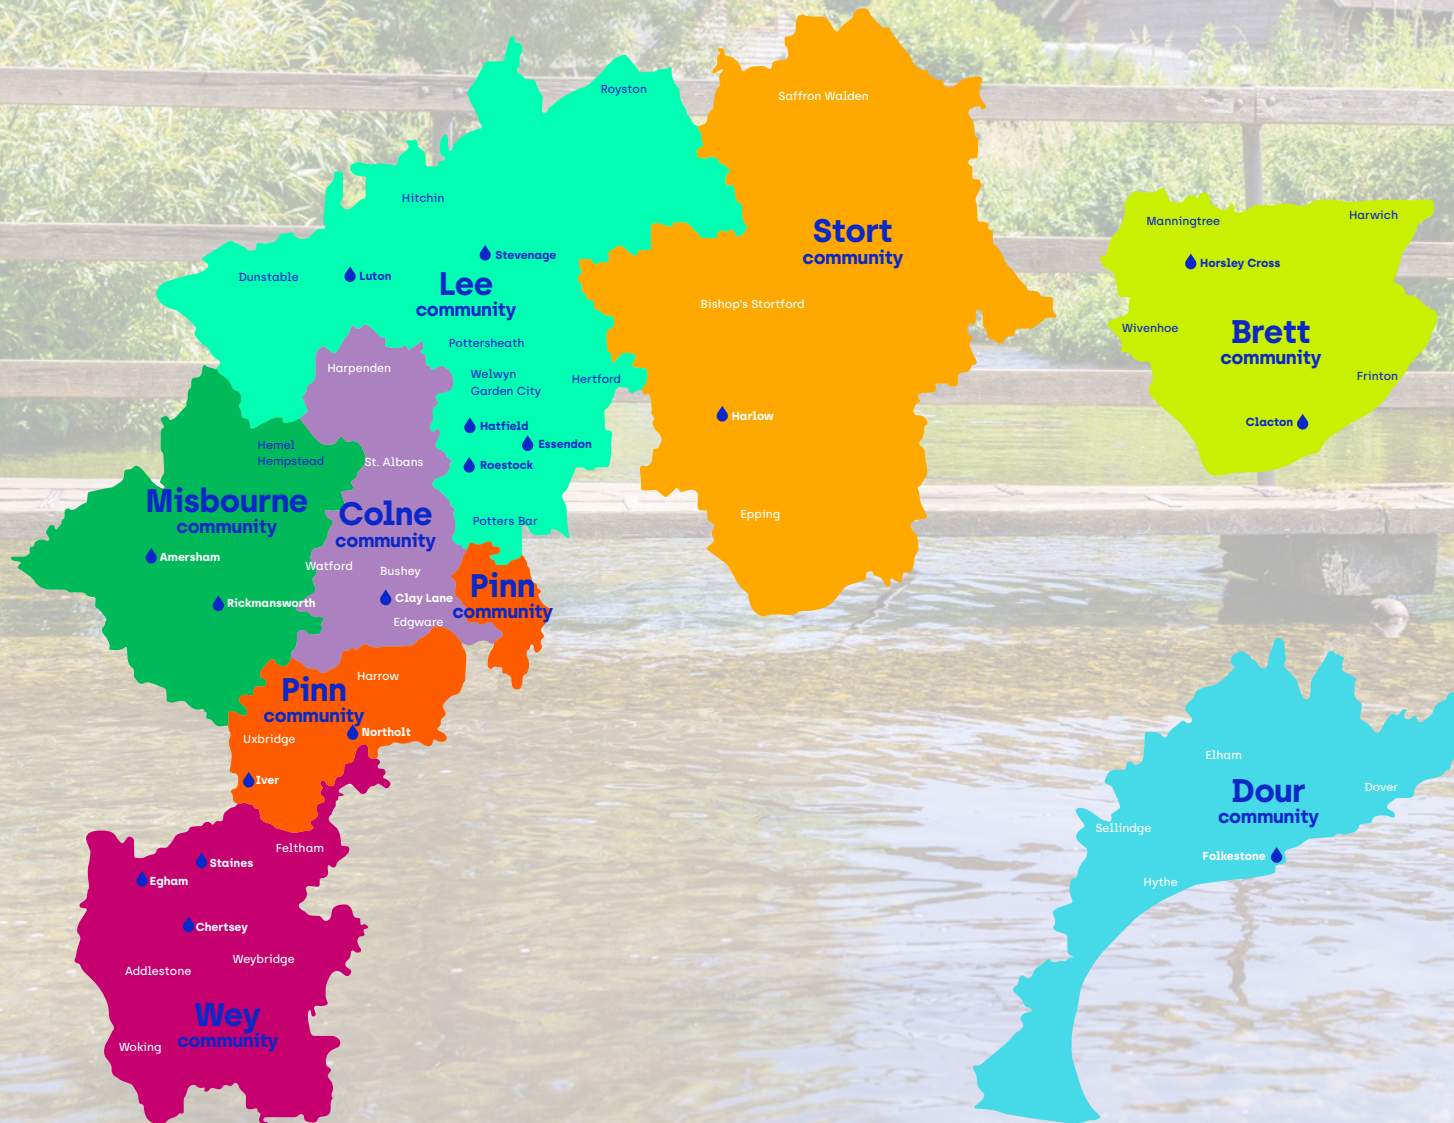 Royston
Saffron Walden
Hitchin
Stevenage
Dunstable
Luton
Lee
community
Pottersheath
Welwyn
Garden City
Hertford
Hatfield
Essendon
Roestock
Potters Bar
Stort
community
Bishop's Stortford
Harlow
Epping
Manningtree
Harwich
Horsley Cross
Wivenhoe
Brett
community
Frinton
Clacton
Harpenden
St. Albans
Colne
community
Watford
Bushey
Clay Lane
Edgware
Hemel
Hempstead
Misbourne
community
Amersham
Rickmansworth
Pinn
community
Pinn
community
Harrow
Northolt
Uxbridge
Iver
Feltham
Staines
Egham
Chertsey
Weybridge
Addlestone
Wey
community
Woking
Elham
Dour
community
Dover
Sellindge
Folkestone
Hythe